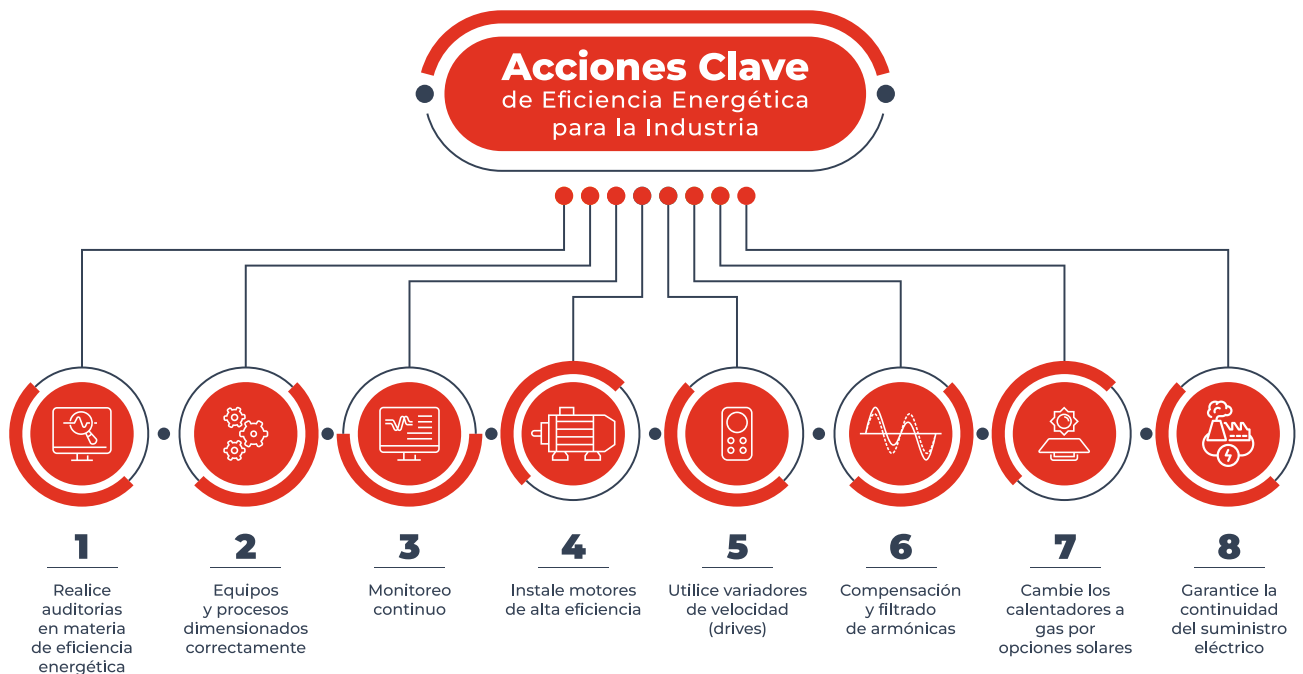 Acciones Clave
de Eficiencia Energética
para la Industria
1
Realice
auditorias
en materia
de eficiencia
energética
2
Equipos
y procesos
dimensionados
correctamente
3
Monitoreo
continuo
4
Instale motores
de alta eficiencia
5
Utilice variadores
de velocidad
(drives)
6
Compensación
y filtrado
de armónicas
7
Cambie los
calentadores a
gas por
opciones solares
8
Garantice la
continuidad
del suministro
eléctrico